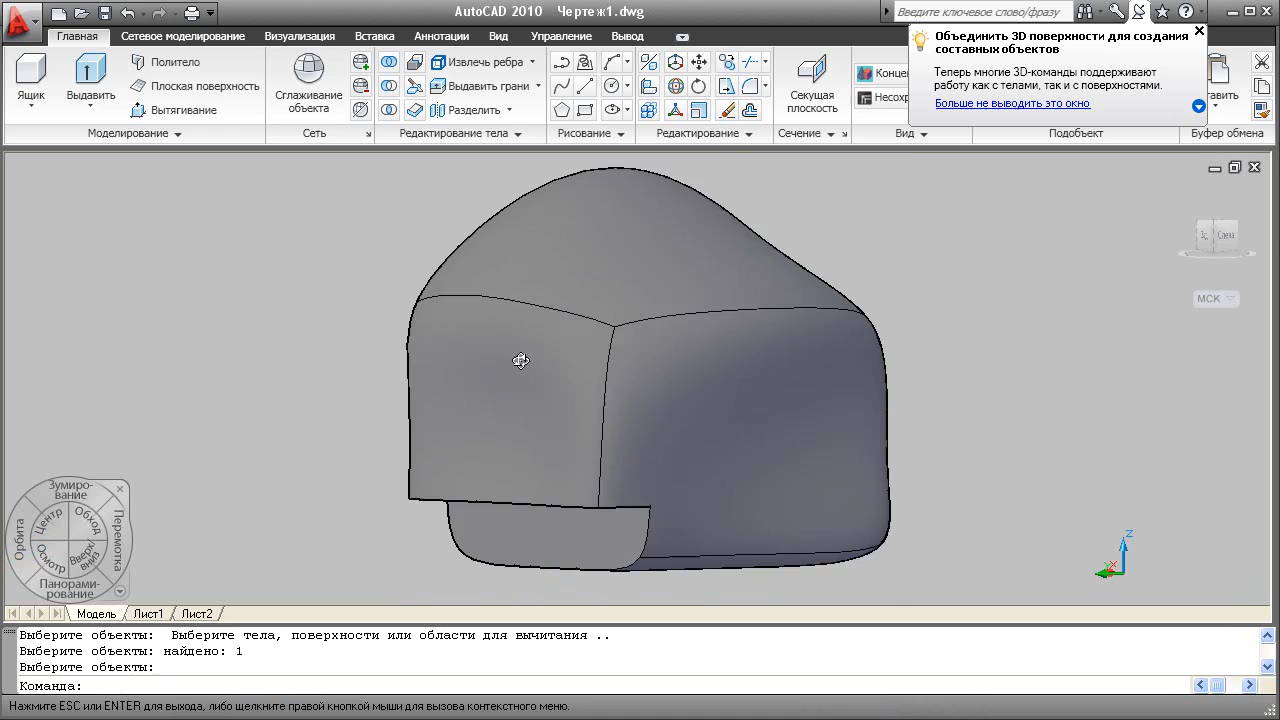 AutoCAD 2010 Чертеж1.dwg
Введите ключевое слово/фразу
Главная Сетевое моделирование Визуализация Вставка Аннотации Вид Управление Вывод
Объединить 3D поверхности для создания
составных объектов
Теперь многие 3D-команды поддерживают
работу как с телами, так и с поверхностями.
Больше не выводить это окно
Ящик
Выдавить
Политело
Плоская поверхность
Вытягивание
Сглаживание
объекта
Извлечь ребра
Выдавить грани
Разделить
Секущая
плоскость
Моделирование Сеть Редактирование тела Рисование Редактирование Сечение Вид Подобъект Буфер обмена
Слева
МСК
Z
X
Зумиро-
вание
Центр
Обход
Орбита
Перемотка
Осмотр
Вверх/
вниз
Панорами-
рование
Модель Лист1 Лист2
Выберите объекты: Выберите тела, поверхности или области для вычитания ..
Выберите объекты: найдено: 1
Выберите объекты:
Команда:
Нажмите ESC или ENTER для выхода, либо щелкните правой кнопкой мыши для вызова контекстного меню.